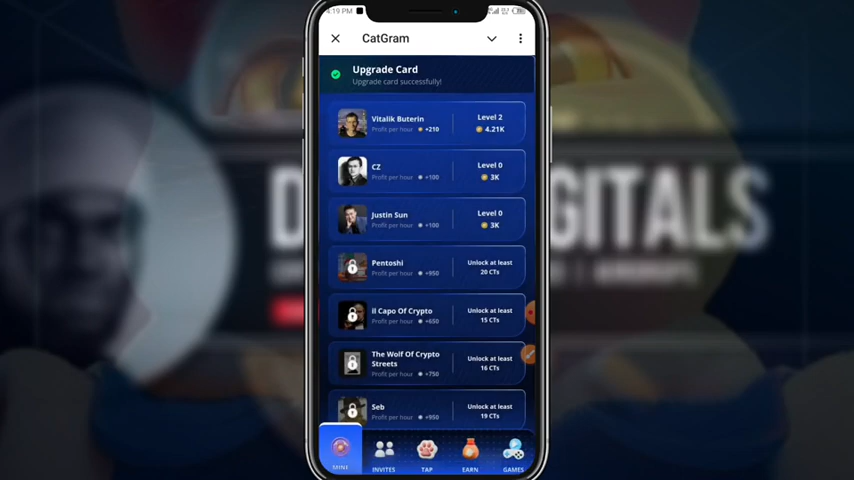 4:19 PM
CatGram
Upgrade Card
Upgrade card successfully!
Vitalik Buterin
Profit per hour +210
Level 2
4.21K
CZ
Profit per hour +100
Level 0
3K
Justin Sun
Profit per hour +100
Level 0
3K
Pentoshi
Profit per hour +950
Unlock at least
20 CTs
il Capo Of Crypto
Profit per hour +650
Unlock at least
15 CTs
The Wolf Of Crypto
Streets
Profit per hour +750
Unlock at least
16 CTs
Seb
Profit per hour +950
Unlock at least
19 CTs
MINE
INVITES
TAP
EARN
GAMES
D
GITALS